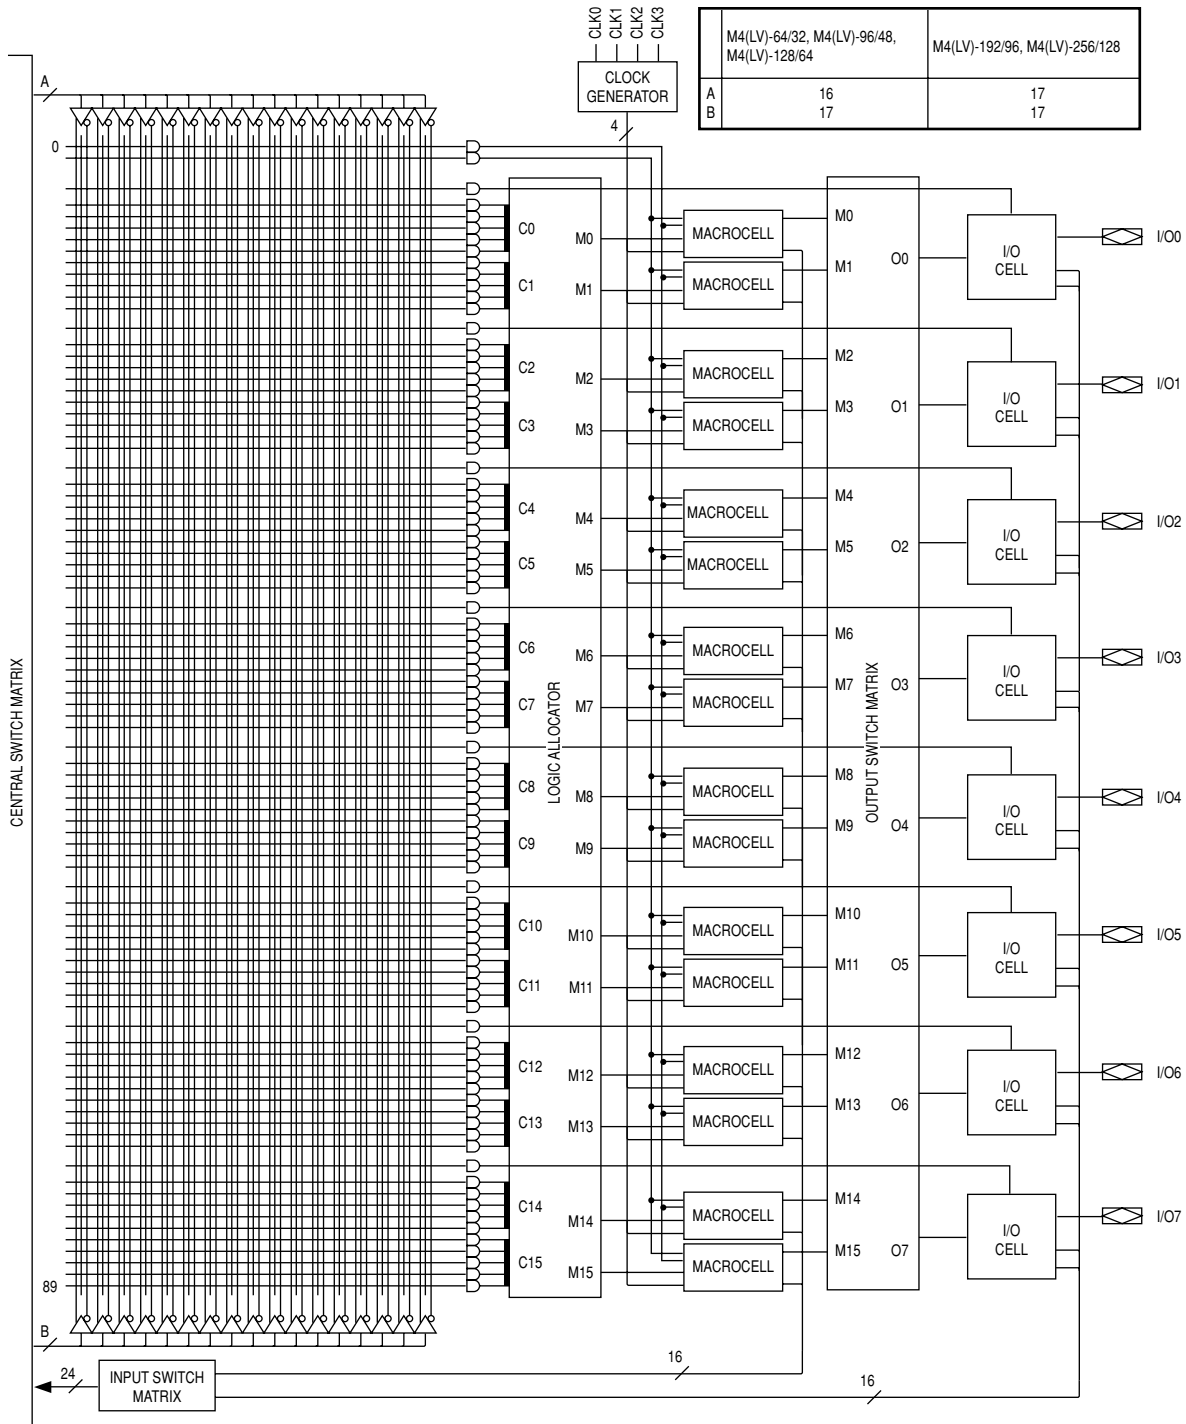 CLK0
CLK1
CLK2
CLK3
M4(LV)-64/32, M4(LV)-96/48,
M4(LV)-128/64
M4(LV)-192/96, M4(LV)-256/128
A 16 17
B 17 17
CLOCK
GENERATOR
4
A
0
CENTRAL SWITCH MATRIX
LOGIC ALLOCATOR
OUTPUT SWITCH MATRIX
C0
M0
MACROCELL
M0
O0
I/O
CELL
I/O0
C1
M1
MACROCELL
M1
C2
M2
MACROCELL
M2
O1
I/O
CELL
I/O1
C3
M3
MACROCELL
M3
C4
M4
MACROCELL
M4
O2
I/O
CELL
I/O2
C5
M5
MACROCELL
M5
C6
M6
MACROCELL
M6
O3
I/O
CELL
I/O3
C7
M7
MACROCELL
M7
C8
M8
MACROCELL
M8
O4
I/O
CELL
I/O4
C9
M9
MACROCELL
M9
C10
M10
MACROCELL
M10
O5
I/O
CELL
I/O5
C11
M11
MACROCELL
M11
C12
M12
MACROCELL
M12
O6
I/O
CELL
I/O6
C13
M13
MACROCELL
M13
C14
M14
MACROCELL
M14
O7
I/O
CELL
I/O7
C15
M15
MACROCELL
M15
89
B
24
INPUT SWITCH
MATRIX
16
16